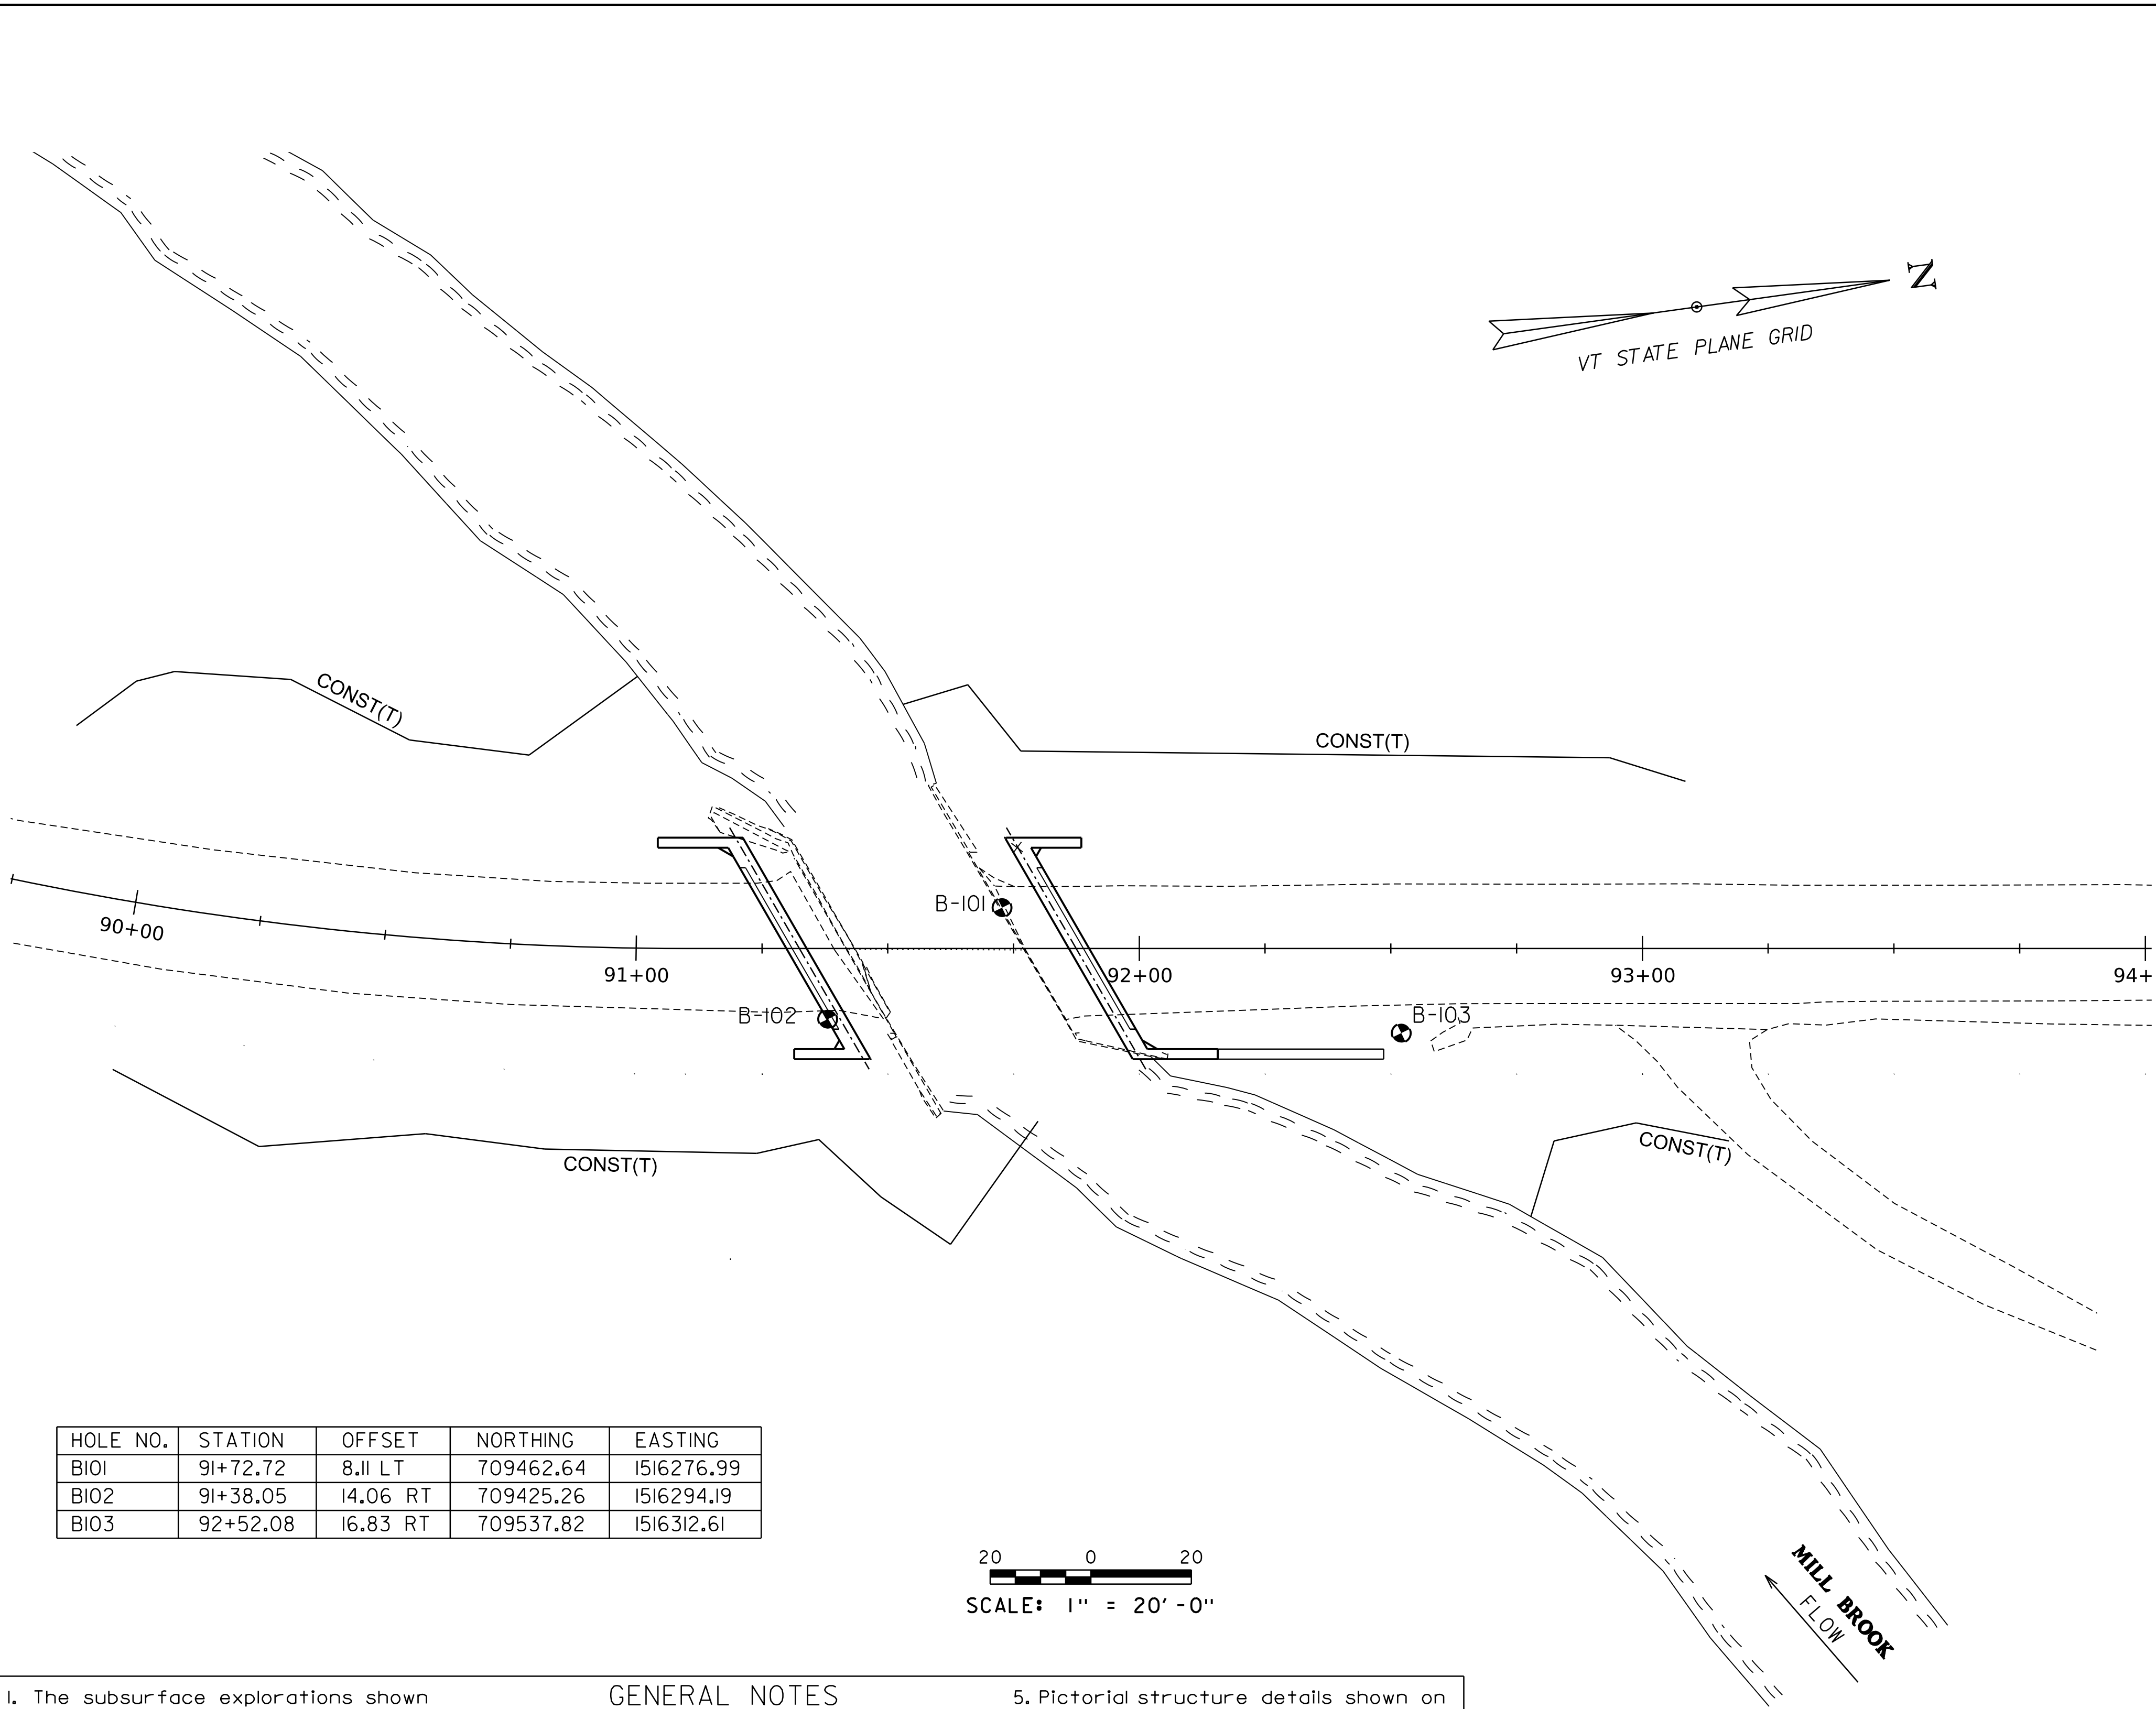 N
VT STATE PLANE GRID
CONST(T)
CONST(T)
B-101
90+00
91+00
92+00
93+00
94+
B-102
B-103
CONST(T)
CONST(T)
HOLE NO. STATION OFFSET NORTHING EASTING
B101 91+72.72 8.11 LT 709462.64 1516276.99
B102 91+38.05 14.06 RT 709425.26 1516294.19
B103 92+52.08 16.83 RT 709537.82 1516312.61
20 0 20
SCALE: 1" = 20'-0"
MILL BROOK
FLOW
1. The subsurface explorations shown
GENERAL NOTES
5. Pictorial structure details shown on